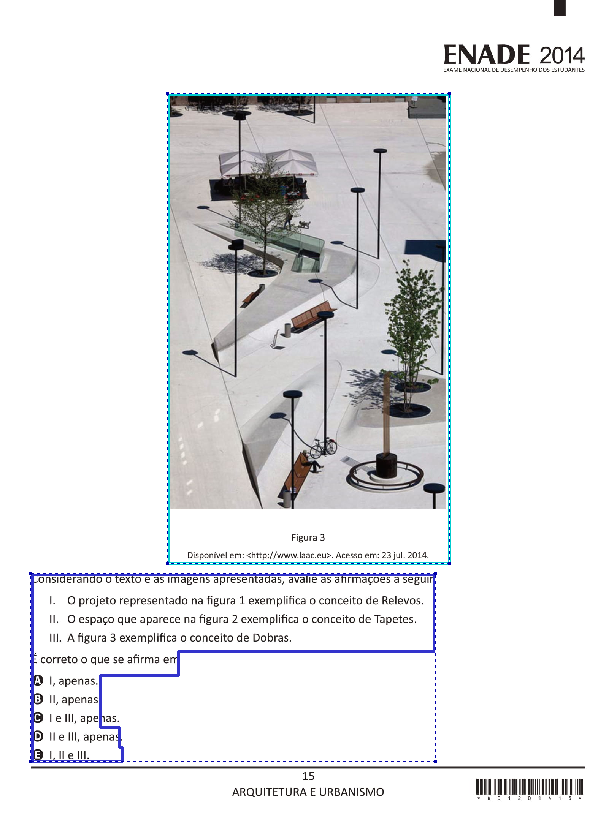 ENADE 2014
EXAME NACIONAL DE DESEMPENHO DOS ESTUDANTES
Figura 3
Disponível em: <http://www.laac.eu>. Acesso em: 23 jul. 2014.
Considerando o texto e as imagens apresentadas, avalie as afirmações a seguir
I. O projeto representado na figura 1 exemplifica o conceito de Relevos.
II. O espaço que aparece na figura 2 exemplifica o conceito de Tapetes.
III. A figura 3 exemplifica o conceito de Dobras.
É correto o que se afirma em
A I, apenas.
B II, apenas
C I e III, apenas.
D II e III, apenas.
E I, II e III.
15
ARQUITETURA E URBANISMO